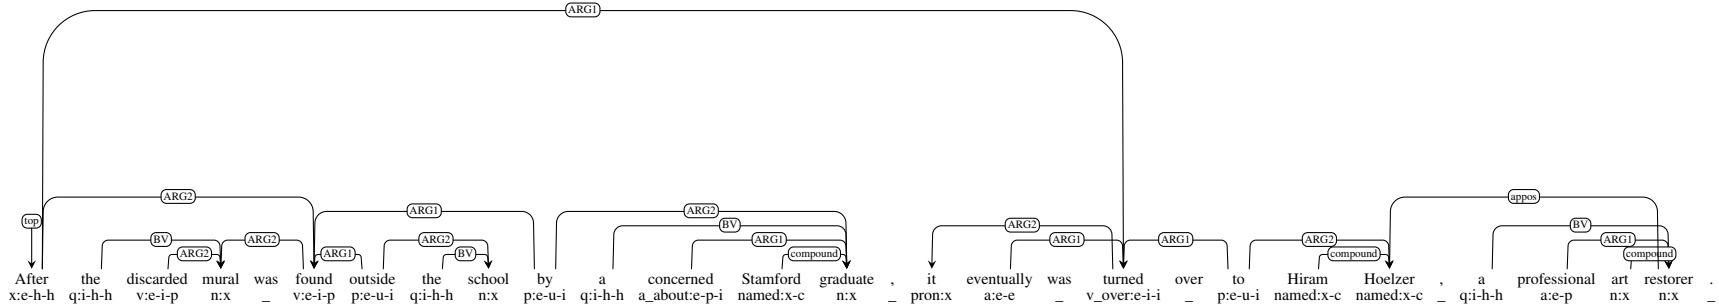 ARG1
ARG2 appos
top ARG1 ARG2
BV ARG2 BV
BV ARG2 ARG2 ARG1 ARG1 ARG1 ARG2 ARG1
ARG2 ARG1 BV compound compound compound
After the discarded mural was found outside the school by a concerned Stamford graduate , it eventually was turned over to Hiram Hoelzer , a professional art restorer .
x:e-h-h q:i-h-h v:e-i-p n:x _ v:e-i-p p:e-u-i q:i-h-h n:x p:e-u-i q:i-h-h a_about:e-p-i named:x-c n:x _ pron:x a:e-e _ v_over:e-i-i _ p:e-u-i named:x-c named:x-c _ q:i-h-h a:e-p n:x n:x _